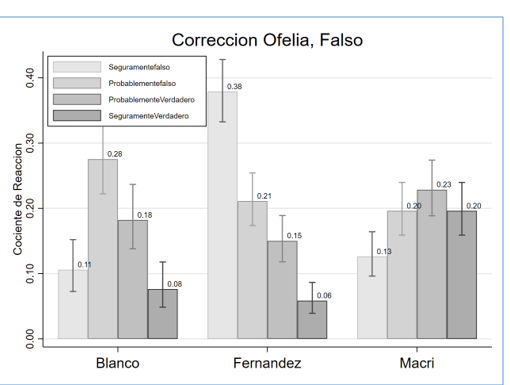 Correccion Ofelia, Falso
Seguramentefalso
Probablementefalso
ProbablementeVerdadero
SeguramenteVerdadero
Cociente de Reaccion
0.40
0.30
0.20
0.10
0.00
0.11
0.28
0.18
0.08
0.38
0.21
0.15
0.06
0.13
0.20
0.23
0.20
Blanco
Fernandez
Macri